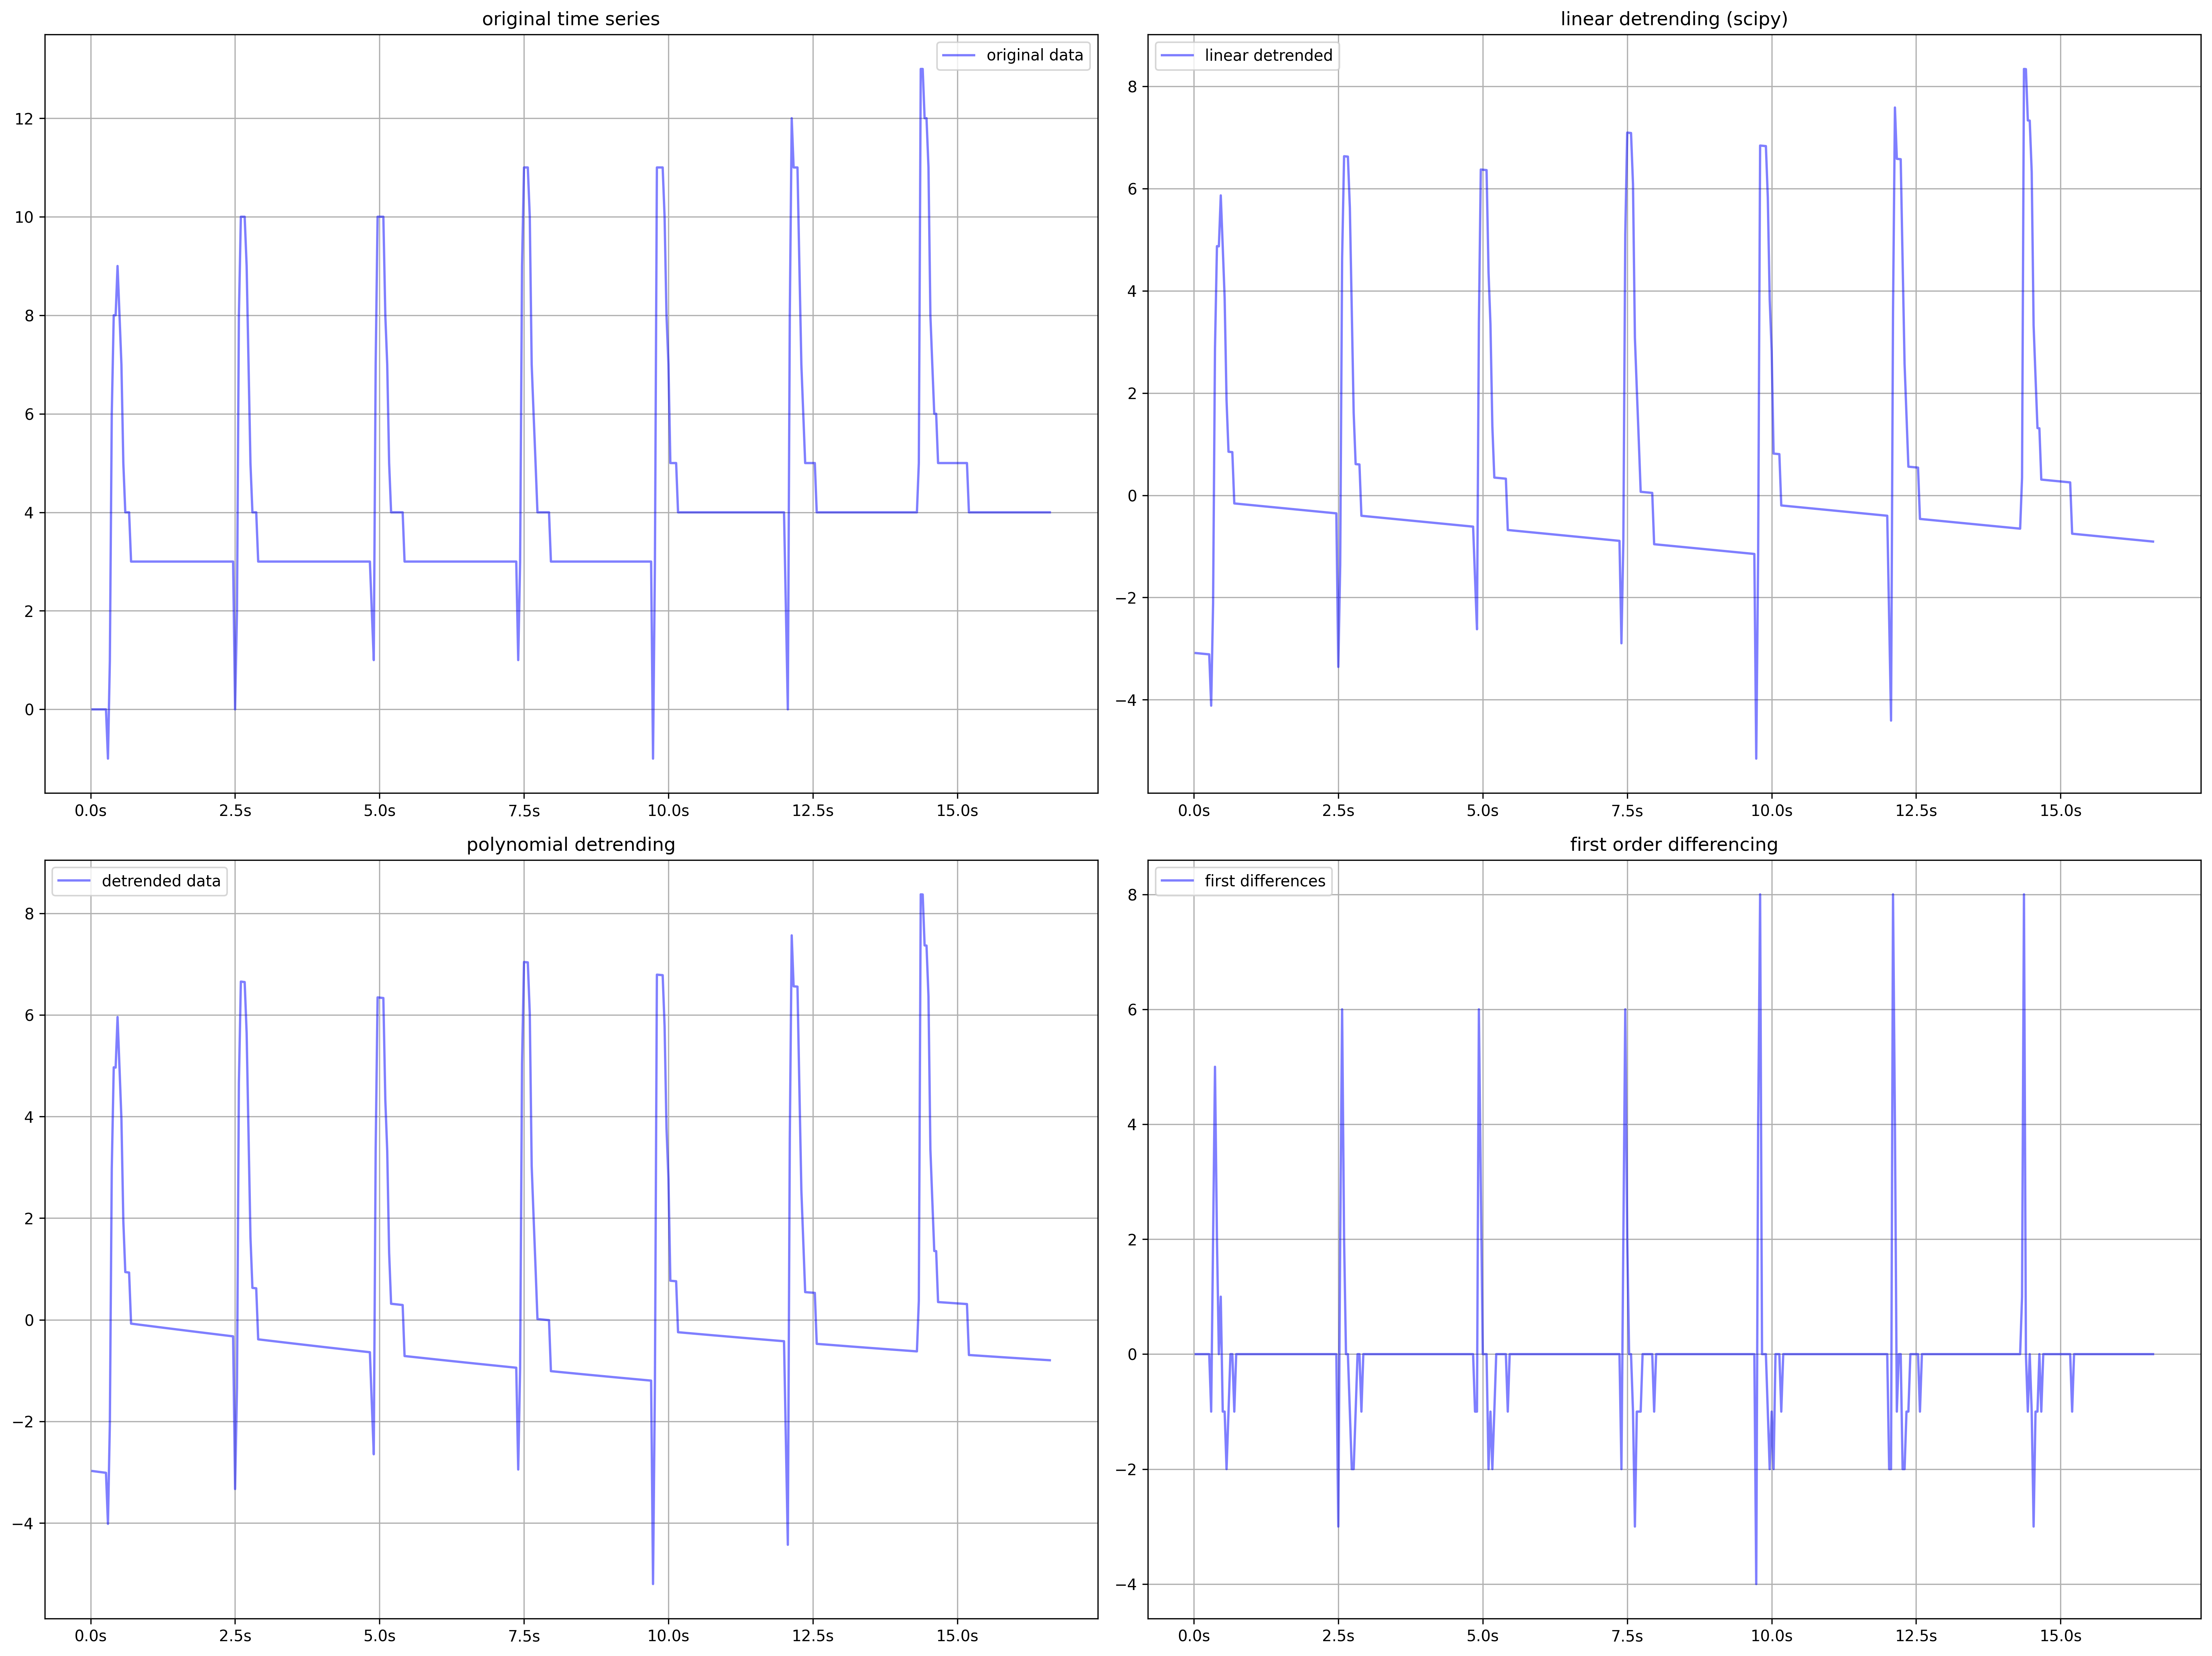 original time series
original data
12
10
8
6
4
2
0
0.0s 2.5s 5.0s 7.5s 10.0s 12.5s 15.0s
linear detrending (scipy)
linear detrended
8
6
4
2
0
−2
−4
0.0s 2.5s 5.0s 7.5s 10.0s 12.5s 15.0s
polynomial detrending
detrended data
8
6
4
2
0
−2
−4
0.0s 2.5s 5.0s 7.5s 10.0s 12.5s 15.0s
first order differencing
first differences
8
6
4
2
0
−2
−4
0.0s 2.5s 5.0s 7.5s 10.0s 12.5s 15.0s